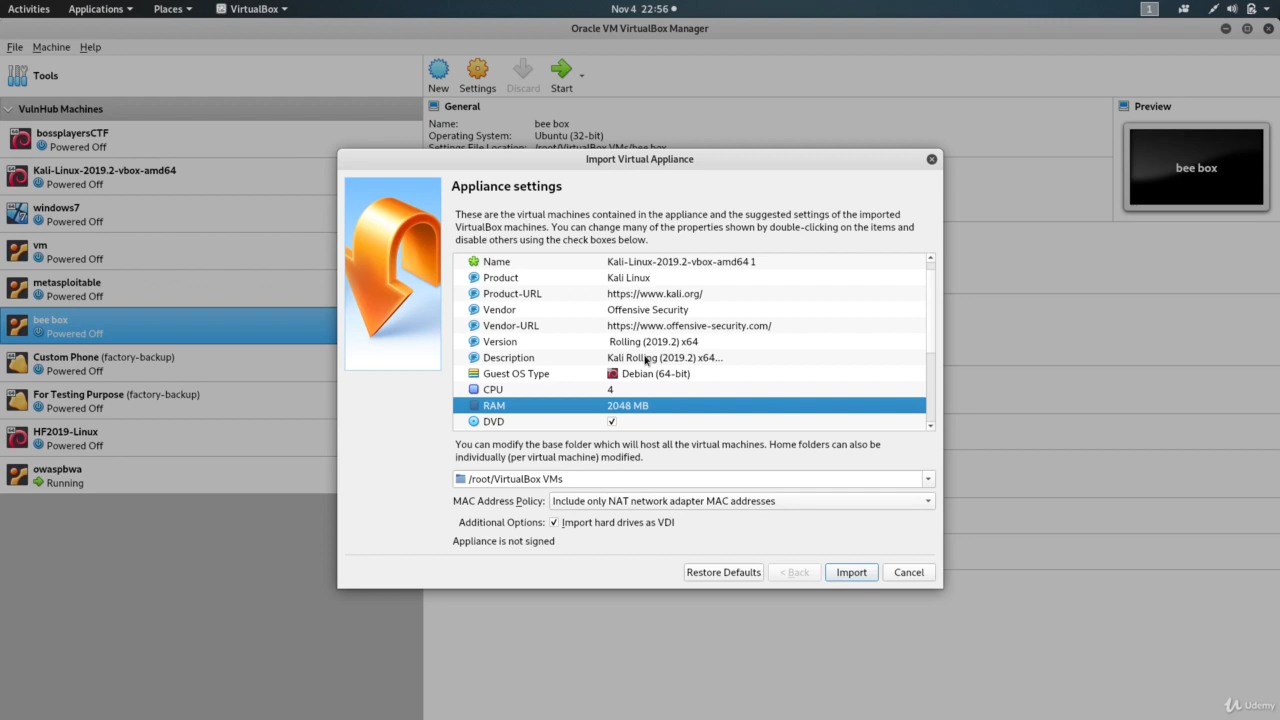 Activities Applications Places VirtualBox Nov 4 22:56 1
Oracle VM VirtualBox Manager
File Machine Help
Tools
New Settings Discard Start
VulnHub Machines
General
Preview
Name: bee box
Operating System: Ubuntu (32-bit)
Settings File Location: /root/VirtualBox VMs/bee box
bee box
bossplayersCTF
Powered Off
Kali-Linux-2019.2-vbox-amd64
Powered Off
windows7
Powered Off
vm
Powered Off
metasploitable
Powered Off
bee box
Powered Off
Custom Phone (factory-backup)
Powered Off
For Testing Purpose (factory-backup)
Powered Off
HF2019-Linux
Powered Off
owaspbwa
Running
Import Virtual Appliance
Appliance settings
These are the virtual machines contained in the appliance and the suggested settings of the imported
VirtualBox machines. You can change many of the properties shown by double-clicking on the items and
disable others using the check boxes below.
Name Kali-Linux-2019.2-vbox-amd64 1
Product Kali Linux
Product-URL https://www.kali.org/
Vendor Offensive Security
Vendor-URL https://www.offensive-security.com/
Version Rolling (2019.2) x64
Description Kali Rolling (2019.2) x64...
Guest OS Type Debian (64-bit)
CPU 4
RAM 2048 MB
DVD
You can modify the base folder which will host all the virtual machines. Home folders can also be
individually (per virtual machine) modified.
/root/VirtualBox VMs
MAC Address Policy: Include only NAT network adapter MAC addresses
Additional Options: Import hard drives as VDI
Appliance is not signed
Restore Defaults < Back Import Cancel
Udemy